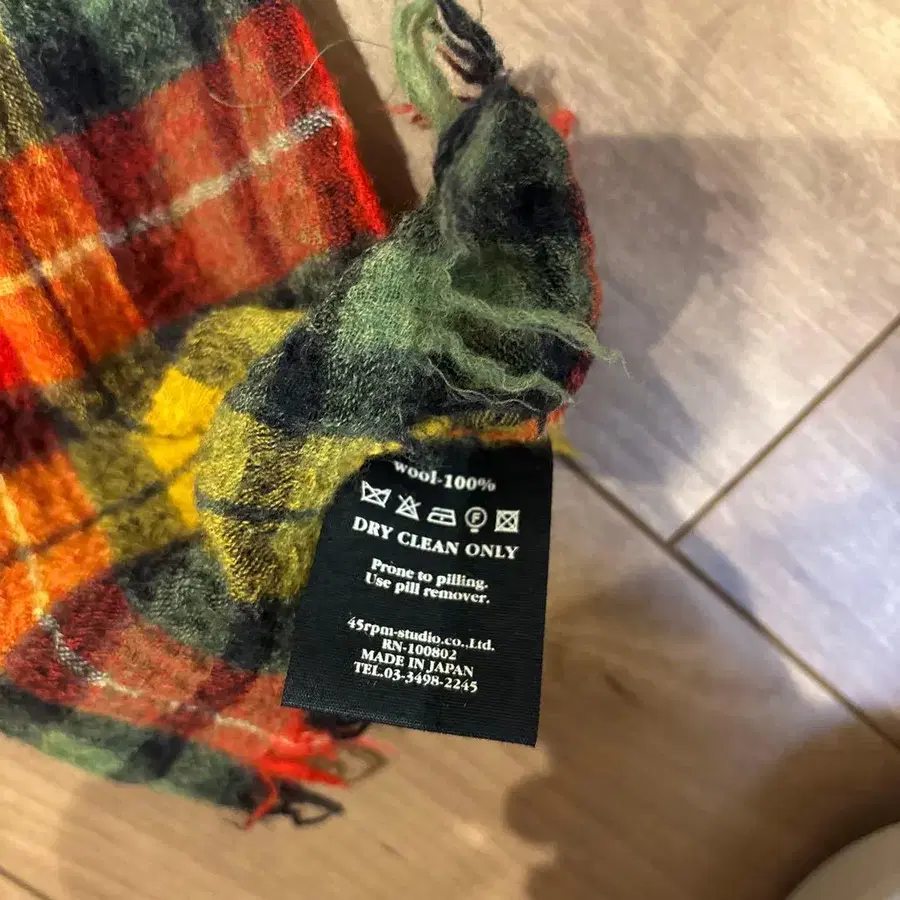 wool-100%
F
DRY CLEAN ONLY
Prone to pilling.
Use pill remover.
45rpm-studio.co.,Ltd.
RN-100802
MADE IN JAPAN
TEL.03-3498-2245